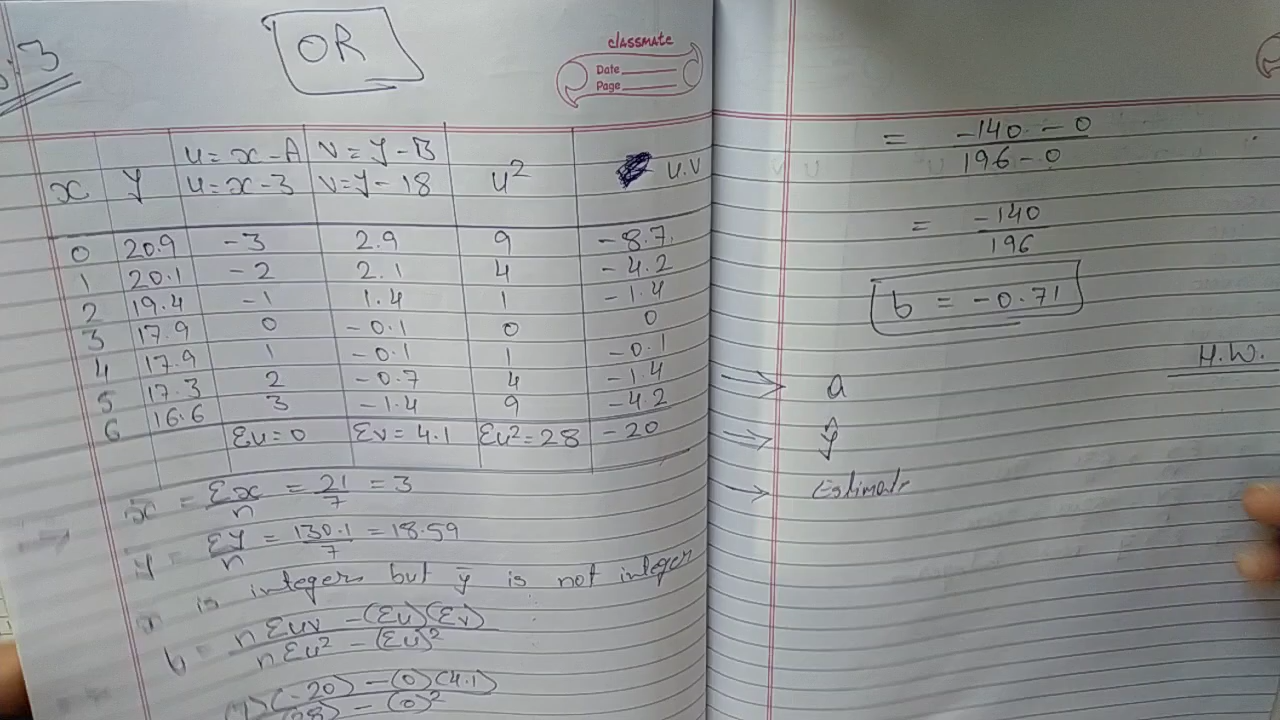 3
OR
classmate
Date
Page
u = x - A v = y - B
x y u = x - 3 v = y - 18 u² u.v
0 20.9 -3 2.9 9 -8.7
1 20.1 -2 2.1 4 -4.2
2 19.4 -1 1.4 1 -1.4
3 17.9 0 -0.1 0 0
4 17.9 1 -0.1 1 -0.1
5 17.3 2 -0.7 4 -1.4
6 16.6 3 -1.4 9 -4.2
Σu = 0 Σv = 4.1 Σu² = 28 -20
x̄ = Σx/n = 21/7 = 3
ȳ = Σy/n = 130.1/7 = 18.59
is integer but ȳ is not integer
b = nΣuv - (Σu)(Σv) / nΣu² - (Σu)²
(-20) - (0)(4.1) / (28) - (0)²
= -140 - 0 / 196 - 0
= -140 / 196
b = -0.71
H.W.
⇒ a
⇒ ŷ
→ Estimate